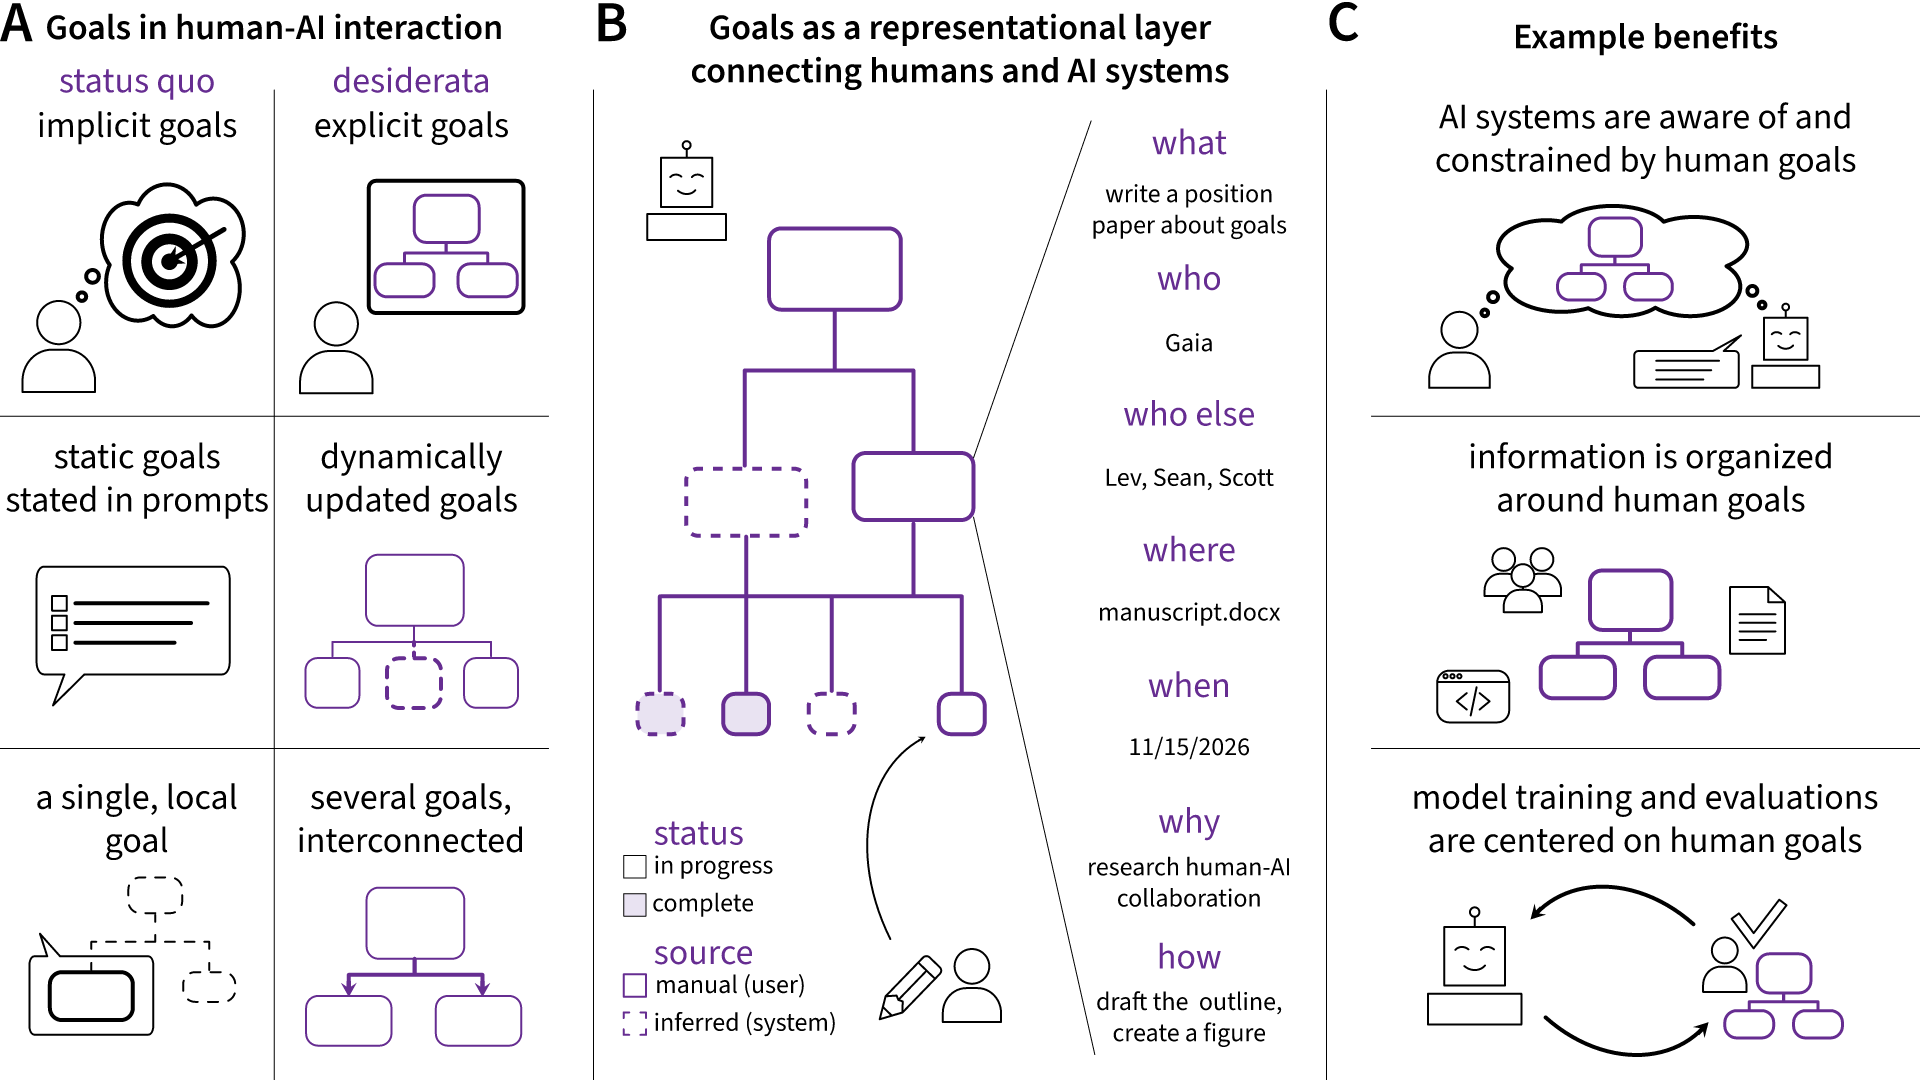 A Goals in human-AI interaction
status quo
implicit goals
desiderata
explicit goals
static goals
stated in prompts
dynamically
updated goals
a single, local
goal
several goals,
interconnected
B Goals as a representational layer
connecting humans and AI systems
what
write a position
paper about goals
who
Gaia
who else
Lev, Sean, Scott
where
manuscript.docx
when
11/15/2026
why
research human-AI
collaboration
how
draft the outline,
create a figure
status
in progress
complete
source
manual (user)
inferred (system)
C Example benefits
AI systems are aware of and
constrained by human goals
information is organized
around human goals
</>
model training and evaluations
are centered on human goals